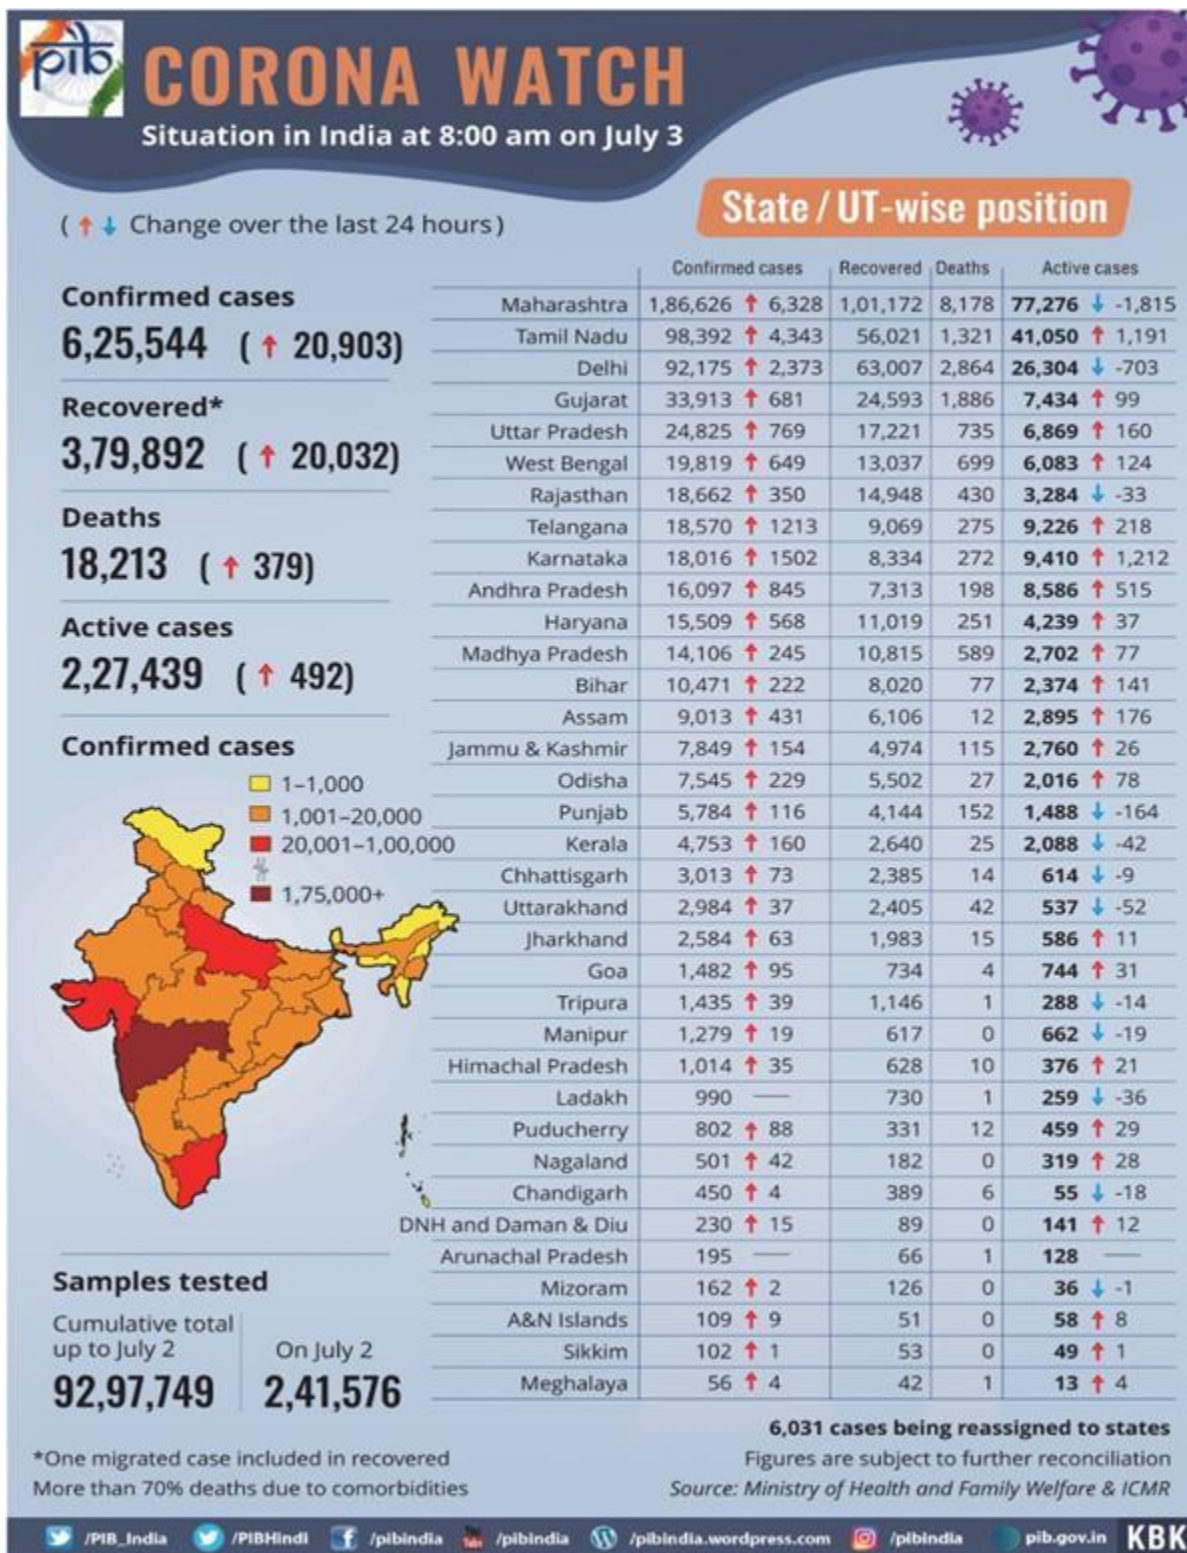 pib
CORONA WATCH
Situation in India at 8:00 am on July 3
(↑↓ Change over the last 24 hours)
Confirmed cases
6,25,544 (↑ 20,903)
Recovered*
3,79,892 (↑ 20,032)
Deaths
18,213 (↑ 379)
Active cases
2,27,439 (↑ 492)
Confirmed cases
1–1,000
1,001–20,000
20,001–1,00,000
1,75,000+
Samples tested
Cumulative total
up to July 2
92,97,749
On July 2
2,41,576
*One migrated case included in recovered
More than 70% deaths due to comorbidities
State / UT-wise position
Confirmed cases Recovered Deaths Active cases
Maharashtra 1,86,626 ↑ 6,328 1,01,172 8,178 77,276 ↓ -1,815
Tamil Nadu 98,392 ↑ 4,343 56,021 1,321 41,050 ↑ 1,191
Delhi 92,175 ↑ 2,373 63,007 2,864 26,304 ↓ -703
Gujarat 33,913 ↑ 681 24,593 1,886 7,434 ↑ 99
Uttar Pradesh 24,825 ↑ 769 17,221 735 6,869 ↑ 160
West Bengal 19,819 ↑ 649 13,037 699 6,083 ↑ 124
Rajasthan 18,662 ↑ 350 14,948 430 3,284 ↓ -33
Telangana 18,570 ↑ 1213 9,069 275 9,226 ↑ 218
Karnataka 18,016 ↑ 1502 8,334 272 9,410 ↑ 1,212
Andhra Pradesh 16,097 ↑ 845 7,313 198 8,586 ↑ 515
Haryana 15,509 ↑ 568 11,019 251 4,239 ↑ 37
Madhya Pradesh 14,106 ↑ 245 10,815 589 2,702 ↑ 77
Bihar 10,471 ↑ 222 8,020 77 2,374 ↑ 141
Assam 9,013 ↑ 431 6,106 12 2,895 ↑ 176
Jammu & Kashmir 7,849 ↑ 154 4,974 115 2,760 ↑ 26
Odisha 7,545 ↑ 229 5,502 27 2,016 ↑ 78
Punjab 5,784 ↑ 116 4,144 152 1,488 ↓ -164
Kerala 4,753 ↑ 160 2,640 25 2,088 ↓ -42
Chhattisgarh 3,013 ↑ 73 2,385 14 614 ↓ -9
Uttarakhand 2,984 ↑ 37 2,405 42 537 ↓ -52
Jharkhand 2,584 ↑ 63 1,983 15 586 ↑ 11
Goa 1,482 ↑ 95 734 4 744 ↑ 31
Tripura 1,435 ↑ 39 1,146 1 288 ↓ -14
Manipur 1,279 ↑ 19 617 0 662 ↓ -19
Himachal Pradesh 1,014 ↑ 35 628 10 376 ↑ 21
Ladakh 990 — 730 1 259 ↓ -36
Puducherry 802 ↑ 88 331 12 459 ↑ 29
Nagaland 501 ↑ 42 182 0 319 ↑ 28
Chandigarh 450 ↑ 4 389 6 55 ↓ -18
DNH and Daman & Diu 230 ↑ 15 89 0 141 ↑ 12
Arunachal Pradesh 195 — 66 1 128 —
Mizoram 162 ↑ 2 126 0 36 ↓ -1
A&N Islands 109 ↑ 9 51 0 58 ↑ 8
Sikkim 102 ↑ 1 53 0 49 ↑ 1
Meghalaya 56 ↑ 4 42 1 13 ↑ 4
6,031 cases being reassigned to states
Figures are subject to further reconciliation
Source: Ministry of Health and Family Welfare & ICMR
/PIB_India /PIBHindi /pibindia /pibindia /pibindia.wordpress.com /pibindia pib.gov.in KBK